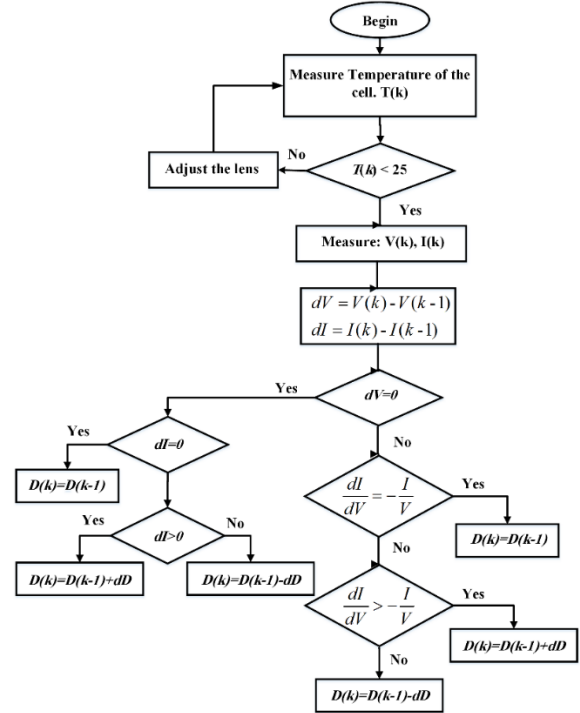 Begin
Measure Temperature of the
cell. T(k)
No
Adjust the lens
T(k) < 25
Yes
Measure: V(k), I(k)
dV = V(k) - V(k-1)
dI = I(k) - I(k-1)
Yes
dV=0
Yes
dI=0
No
D(k)=D(k-1)
dI/dV = - I/V
Yes
D(k)=D(k-1)
Yes
dI>0
No
No
D(k)=D(k-1)+dD
D(k)=D(k-1)-dD
dI/dV > - I/V
Yes
D(k)=D(k-1)+dD
No
D(k)=D(k-1)-dD